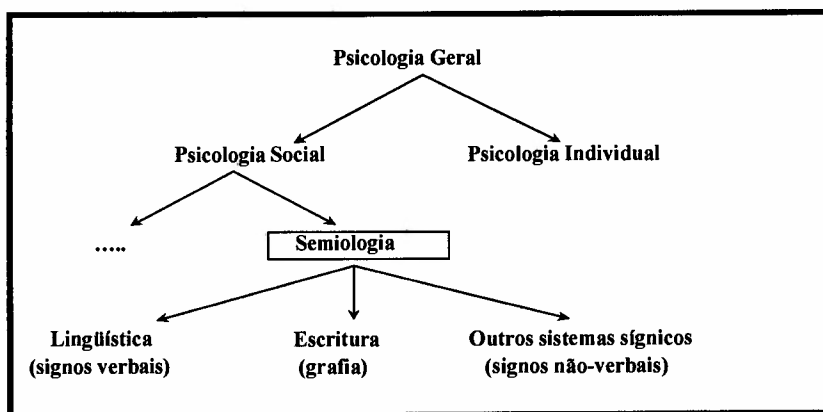 Psicologia Geral
Psicologia Social
Psicologia Individual
.....
Semiologia
Lingüística
(signos verbais)
Escritura
(grafia)
Outros sistemas sígnicos
(signos não-verbais)